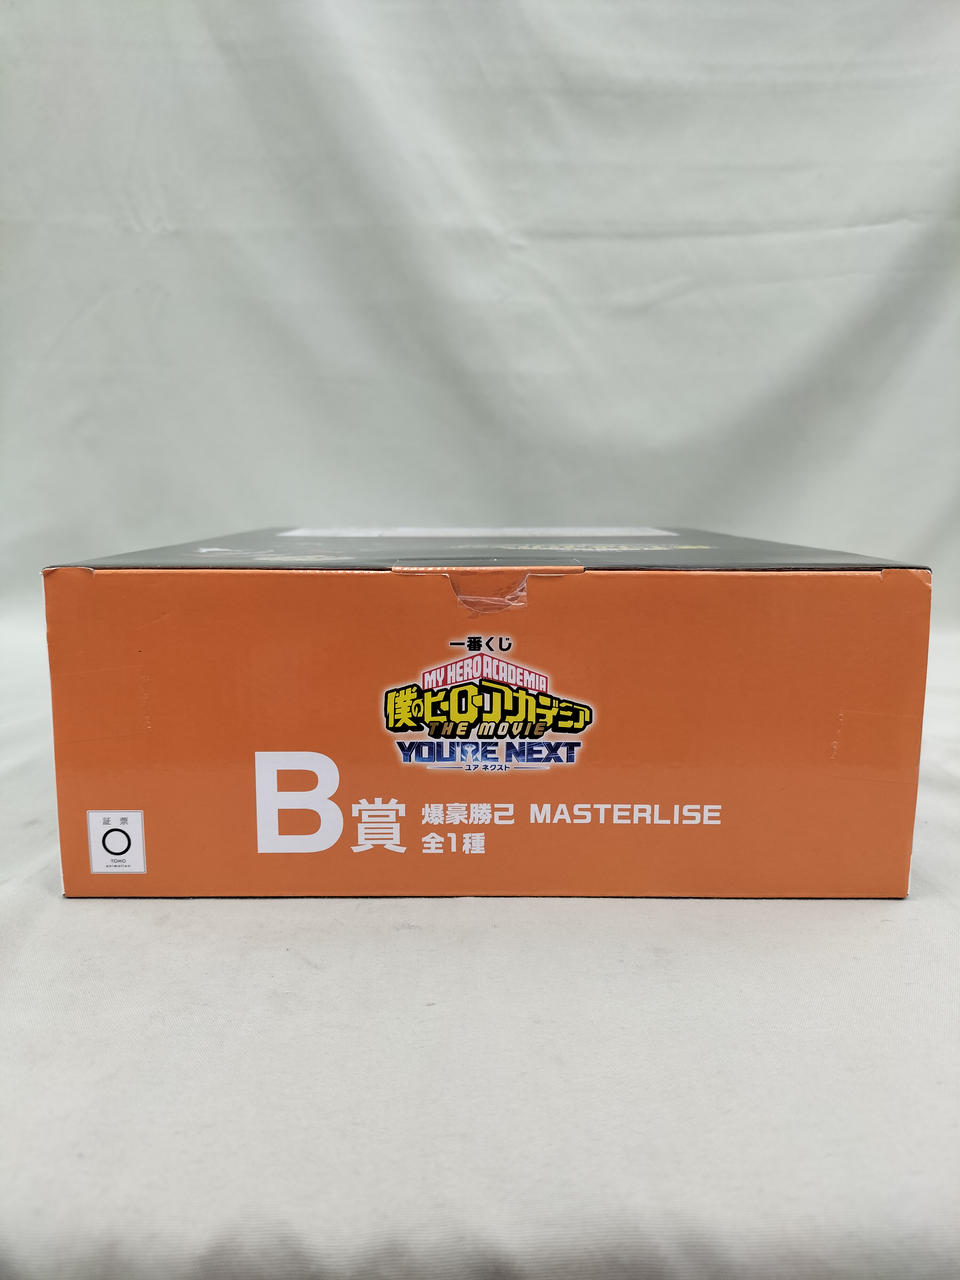 一番くじ
MY HERO ACADEMIA
僕のヒーローアカデミア
THE MOVIE
YOU'RE NEXT
ユア ネクスト
B賞
爆豪勝己 MASTERLISE
全1種
証票
TOHO
animation